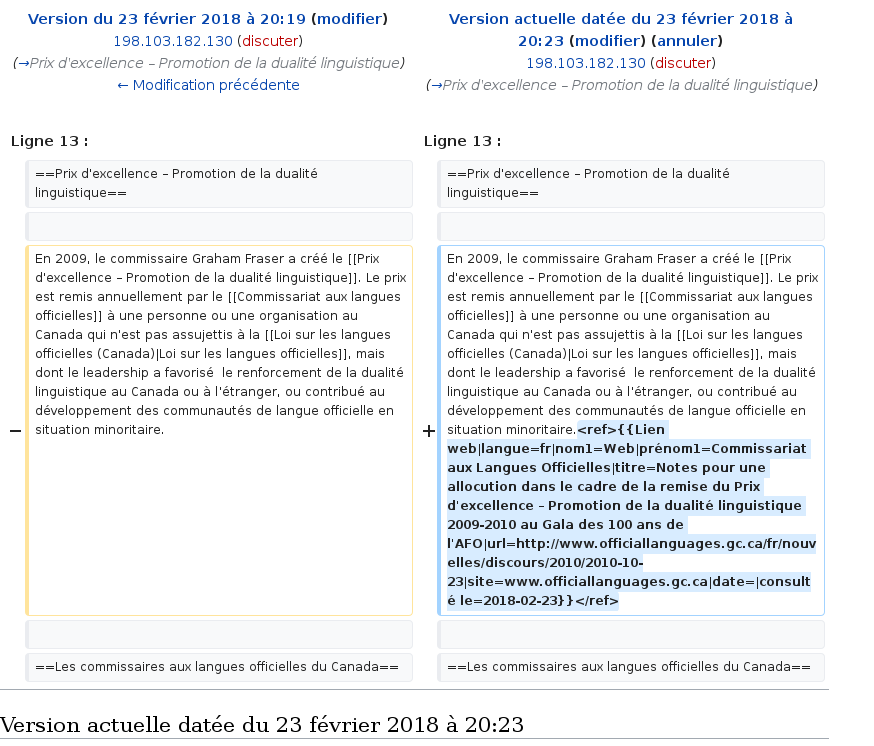 Version du 23 février 2018 à 20:19 (modifier)
198.103.182.130 (discuter)
(→Prix d'excellence – Promotion de la dualité linguistique)
← Modification précédente
Version actuelle datée du 23 février 2018 à
20:23 (modifier) (annuler)
198.103.182.130 (discuter)
(→Prix d'excellence – Promotion de la dualité linguistique)
Ligne 13 :
==Prix d'excellence – Promotion de la dualité
linguistique==
−
En 2009, le commissaire Graham Fraser a créé le [[Prix
d'excellence – Promotion de la dualité linguistique]]. Le prix
est remis annuellement par le [[Commissariat aux langues
officielles]] à une personne ou une organisation au
Canada qui n'est pas assujettis à la [[Loi sur les langues
officielles (Canada)|Loi sur les langues officielles]], mais
dont le leadership a favorisé  le renforcement de la dualité
linguistique au Canada ou à l'étranger, ou contribué au
développement des communautés de langue officielle en
situation minoritaire.
==Les commissaires aux langues officielles du Canada==
Ligne 13 :
==Prix d'excellence – Promotion de la dualité
linguistique==
+
En 2009, le commissaire Graham Fraser a créé le [[Prix
d'excellence – Promotion de la dualité linguistique]]. Le prix
est remis annuellement par le [[Commissariat aux langues
officielles]] à une personne ou une organisation au
Canada qui n'est pas assujettis à la [[Loi sur les langues
officielles (Canada)|Loi sur les langues officielles]], mais
dont le leadership a favorisé  le renforcement de la dualité
linguistique au Canada ou à l'étranger, ou contribué au
développement des communautés de langue officielle en
situation minoritaire.<ref>{{Lien
web|langue=fr|nom1=Web|prénom1=Commissariat
aux Langues Officielles|titre=Notes pour une
allocution dans le cadre de la remise du Prix
d'excellence – Promotion de la dualité linguistique
2009-2010 au Gala des 100 ans de
l'AFO|url=http://www.officiallanguages.gc.ca/fr/nouv
elles/discours/2010/2010-10-
23|site=www.officiallanguages.gc.ca|date=|consult
é le=2018-02-23}}</ref>
==Les commissaires aux langues officielles du Canada==
Version actuelle datée du 23 février 2018 à 20:23